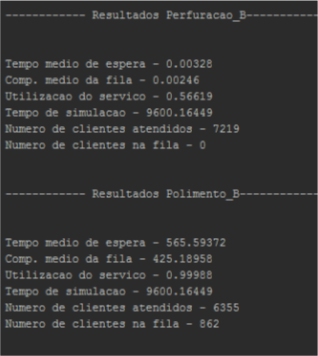 ------------ Resultados Perfuracao_B------------
Tempo medio de espera - 0.00328
Comp. medio da fila - 0.00246
Utilizacao do servico - 0.56619
Tempo de simulacao - 9600.16449
Numero de clientes atendidos - 7219
Numero de clientes na fila - 0
------------ Resultados Polimento_B------------
Tempo medio de espera - 565.59372
Comp. medio da fila - 425.18958
Utilizacao do servico - 0.99988
Tempo de simulacao - 9600.16449
Numero de clientes atendidos - 6355
Numero de clientes na fila - 862